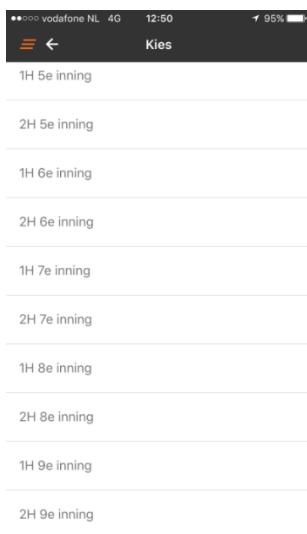 vodafone NL 4G 12:50 95%
Kies
1H 5e inning
2H 5e inning
1H 6e inning
2H 6e inning
1H 7e inning
2H 7e inning
1H 8e inning
2H 8e inning
1H 9e inning
2H 9e inning